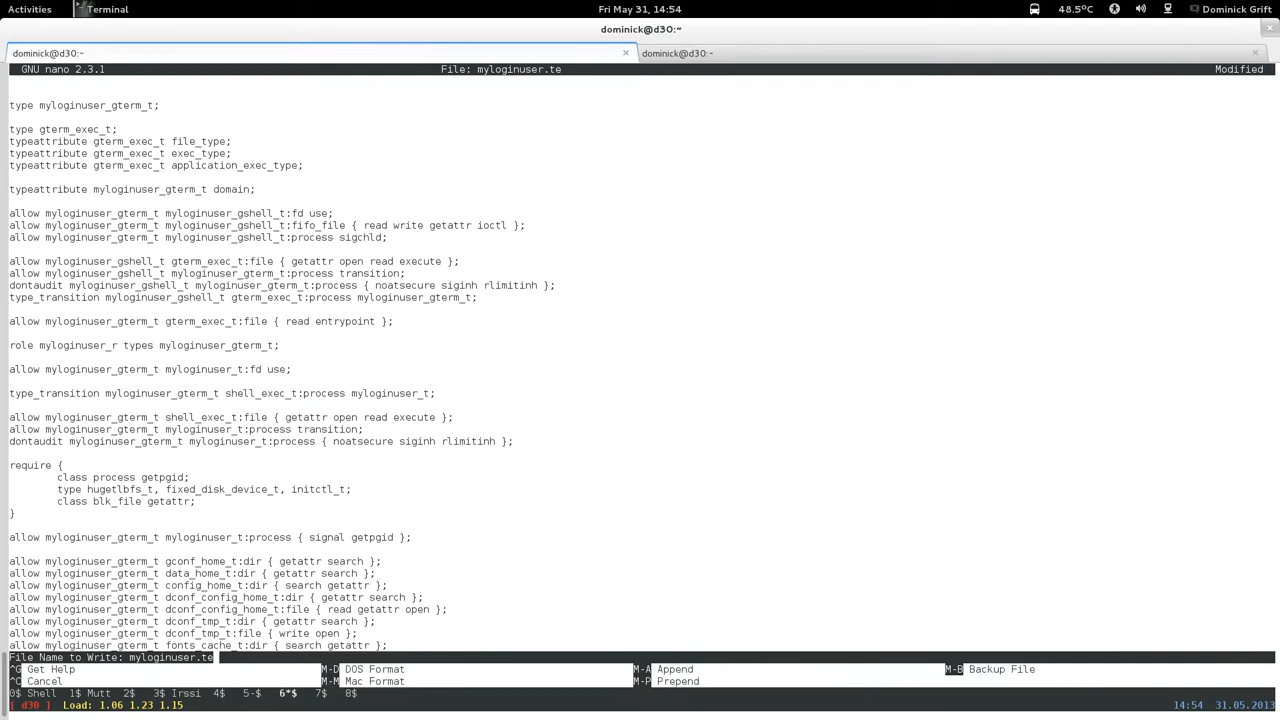 Activities Terminal Fri May 31, 14:54 48.5°C Dominick Grift
dominick@d30:~
dominick@d30:~ × dominick@d30:~ ×
GNU nano 2.3.1 File: myloginuser.te Modified
type myloginuser_gterm_t;
type gterm_exec_t;
typeattribute gterm_exec_t file_type;
typeattribute gterm_exec_t exec_type;
typeattribute gterm_exec_t application_exec_type;
typeattribute myloginuser_gterm_t domain;
allow myloginuser_gterm_t myloginuser_gshell_t:fd use;
allow myloginuser_gterm_t myloginuser_gshell_t:fifo_file { read write getattr ioctl };
allow myloginuser_gterm_t myloginuser_gshell_t:process sigchld;
allow myloginuser_gshell_t gterm_exec_t:file { getattr open read execute };
allow myloginuser_gshell_t myloginuser_gterm_t:process transition;
dontaudit myloginuser_gshell_t myloginuser_gterm_t:process { noatsecure siginh rlimitinh };
type_transition myloginuser_gshell_t gterm_exec_t:process myloginuser_gterm_t;
allow myloginuser_gterm_t gterm_exec_t:file { read entrypoint };
role myloginuser_r types myloginuser_gterm_t;
allow myloginuser_gterm_t myloginuser_t:fd use;
type_transition myloginuser_gterm_t shell_exec_t:process myloginuser_t;
allow myloginuser_gterm_t shell_exec_t:file { getattr open read execute };
allow myloginuser_gterm_t myloginuser_t:process transition;
dontaudit myloginuser_gterm_t myloginuser_t:process { noatsecure siginh rlimitinh };
require {
class process getpgid;
type hugetlbfs_t, fixed_disk_device_t, initctl_t;
class blk_file getattr;
}
allow myloginuser_gterm_t myloginuser_t:process { signal getpgid };
allow myloginuser_gterm_t gconf_home_t:dir { getattr search };
allow myloginuser_gterm_t data_home_t:dir { getattr search };
allow myloginuser_gterm_t config_home_t:dir { search getattr };
allow myloginuser_gterm_t dconf_config_home_t:dir { getattr search };
allow myloginuser_gterm_t dconf_config_home_t:file { read getattr open };
allow myloginuser_gterm_t dconf_tmp_t:dir { getattr search };
allow myloginuser_gterm_t dconf_tmp_t:file { write open };
allow myloginuser_gterm_t fonts_cache_t:dir { search getattr };
File Name to Write: myloginuser.te
^G Get Help M-D DOS Format M-A Append M-B Backup File
^C Cancel M-M Mac Format M-P Prepend
0$ Shell 1$ Mutt 2$ 3$ Irssi 4$ 5-$ 6*$ 7$ 8$
[ d30 ] Load: 1.06 1.23 1.15 14:54 31.05.2013